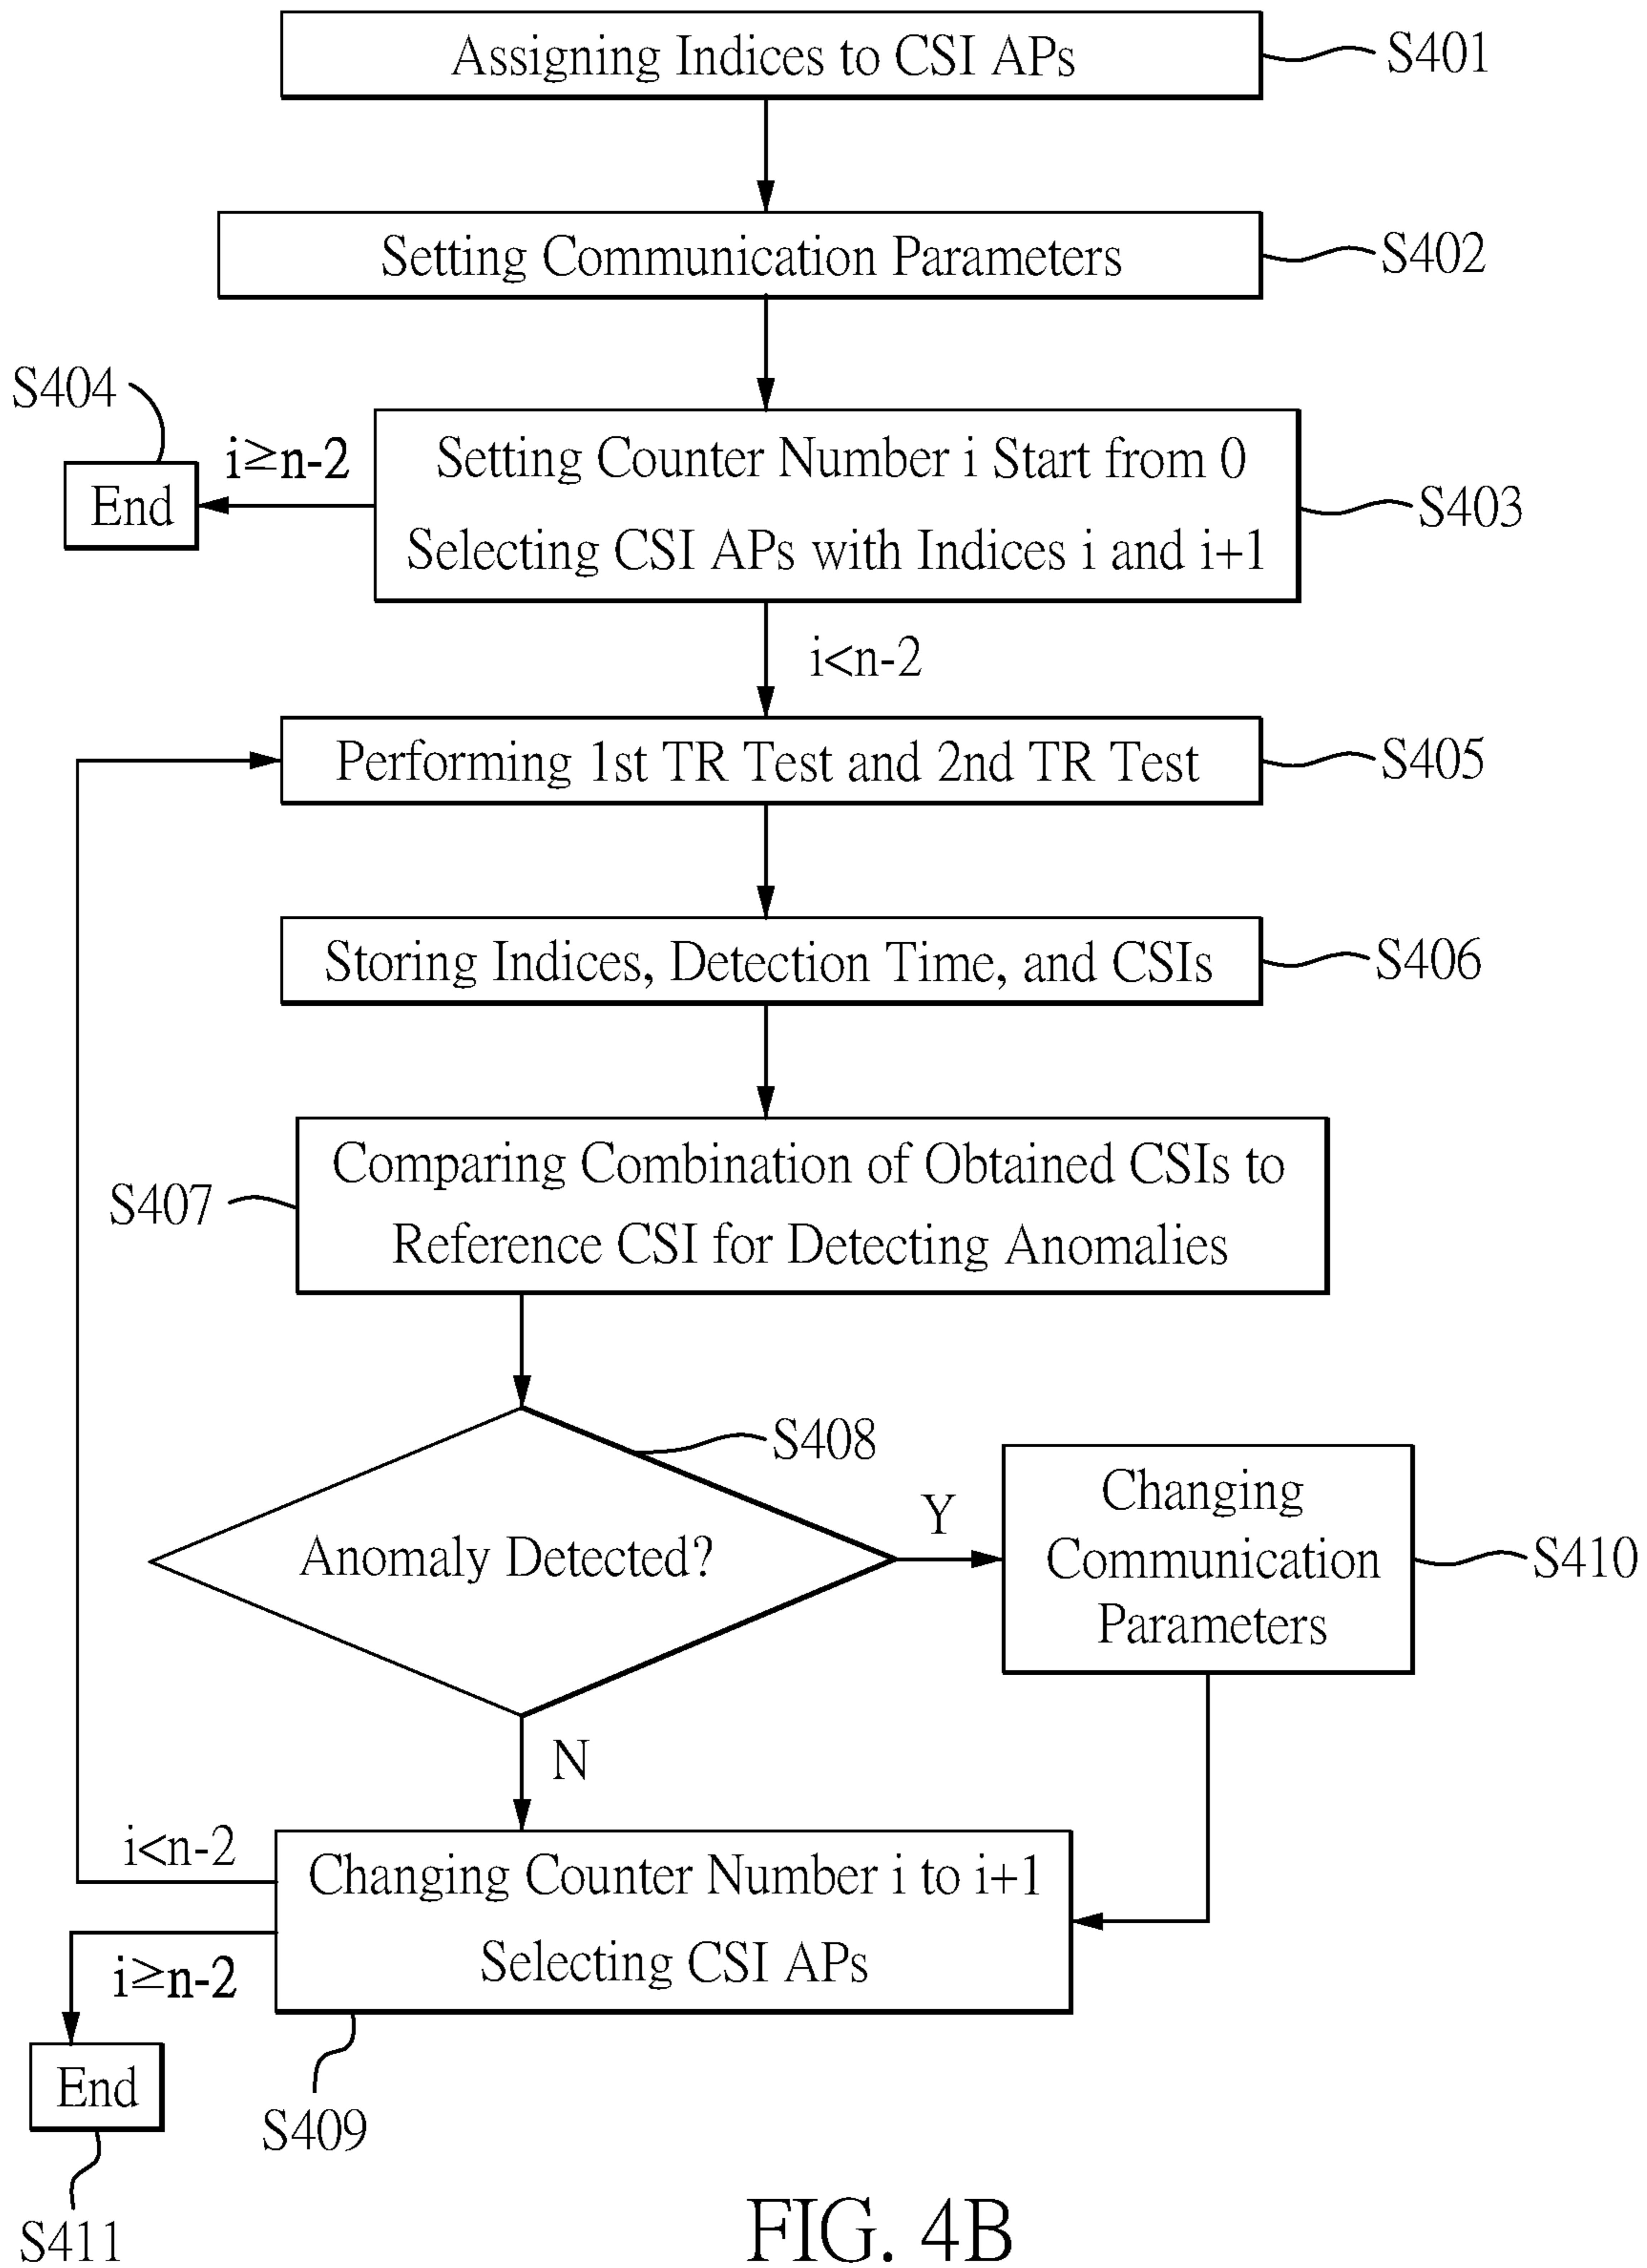 Assigning Indices to CSI APs
S401
Setting Communication Parameters
S402
S404
i≥n-2
End
Setting Counter Number i Start from 0
Selecting CSI APs with Indices i and i+1
S403
i<n-2
Performing 1st TR Test and 2nd TR Test
S405
Storing Indices, Detection Time, and CSIs
S406
Comparing Combination of Obtained CSIs to
Reference CSI for Detecting Anomalies
S407
S408
Anomaly Detected?
Y
Changing
Communication
Parameters
S410
N
i<n-2
Changing Counter Number i to i+1
Selecting CSI APs
i≥n-2
End
S409
S411
FIG. 4B